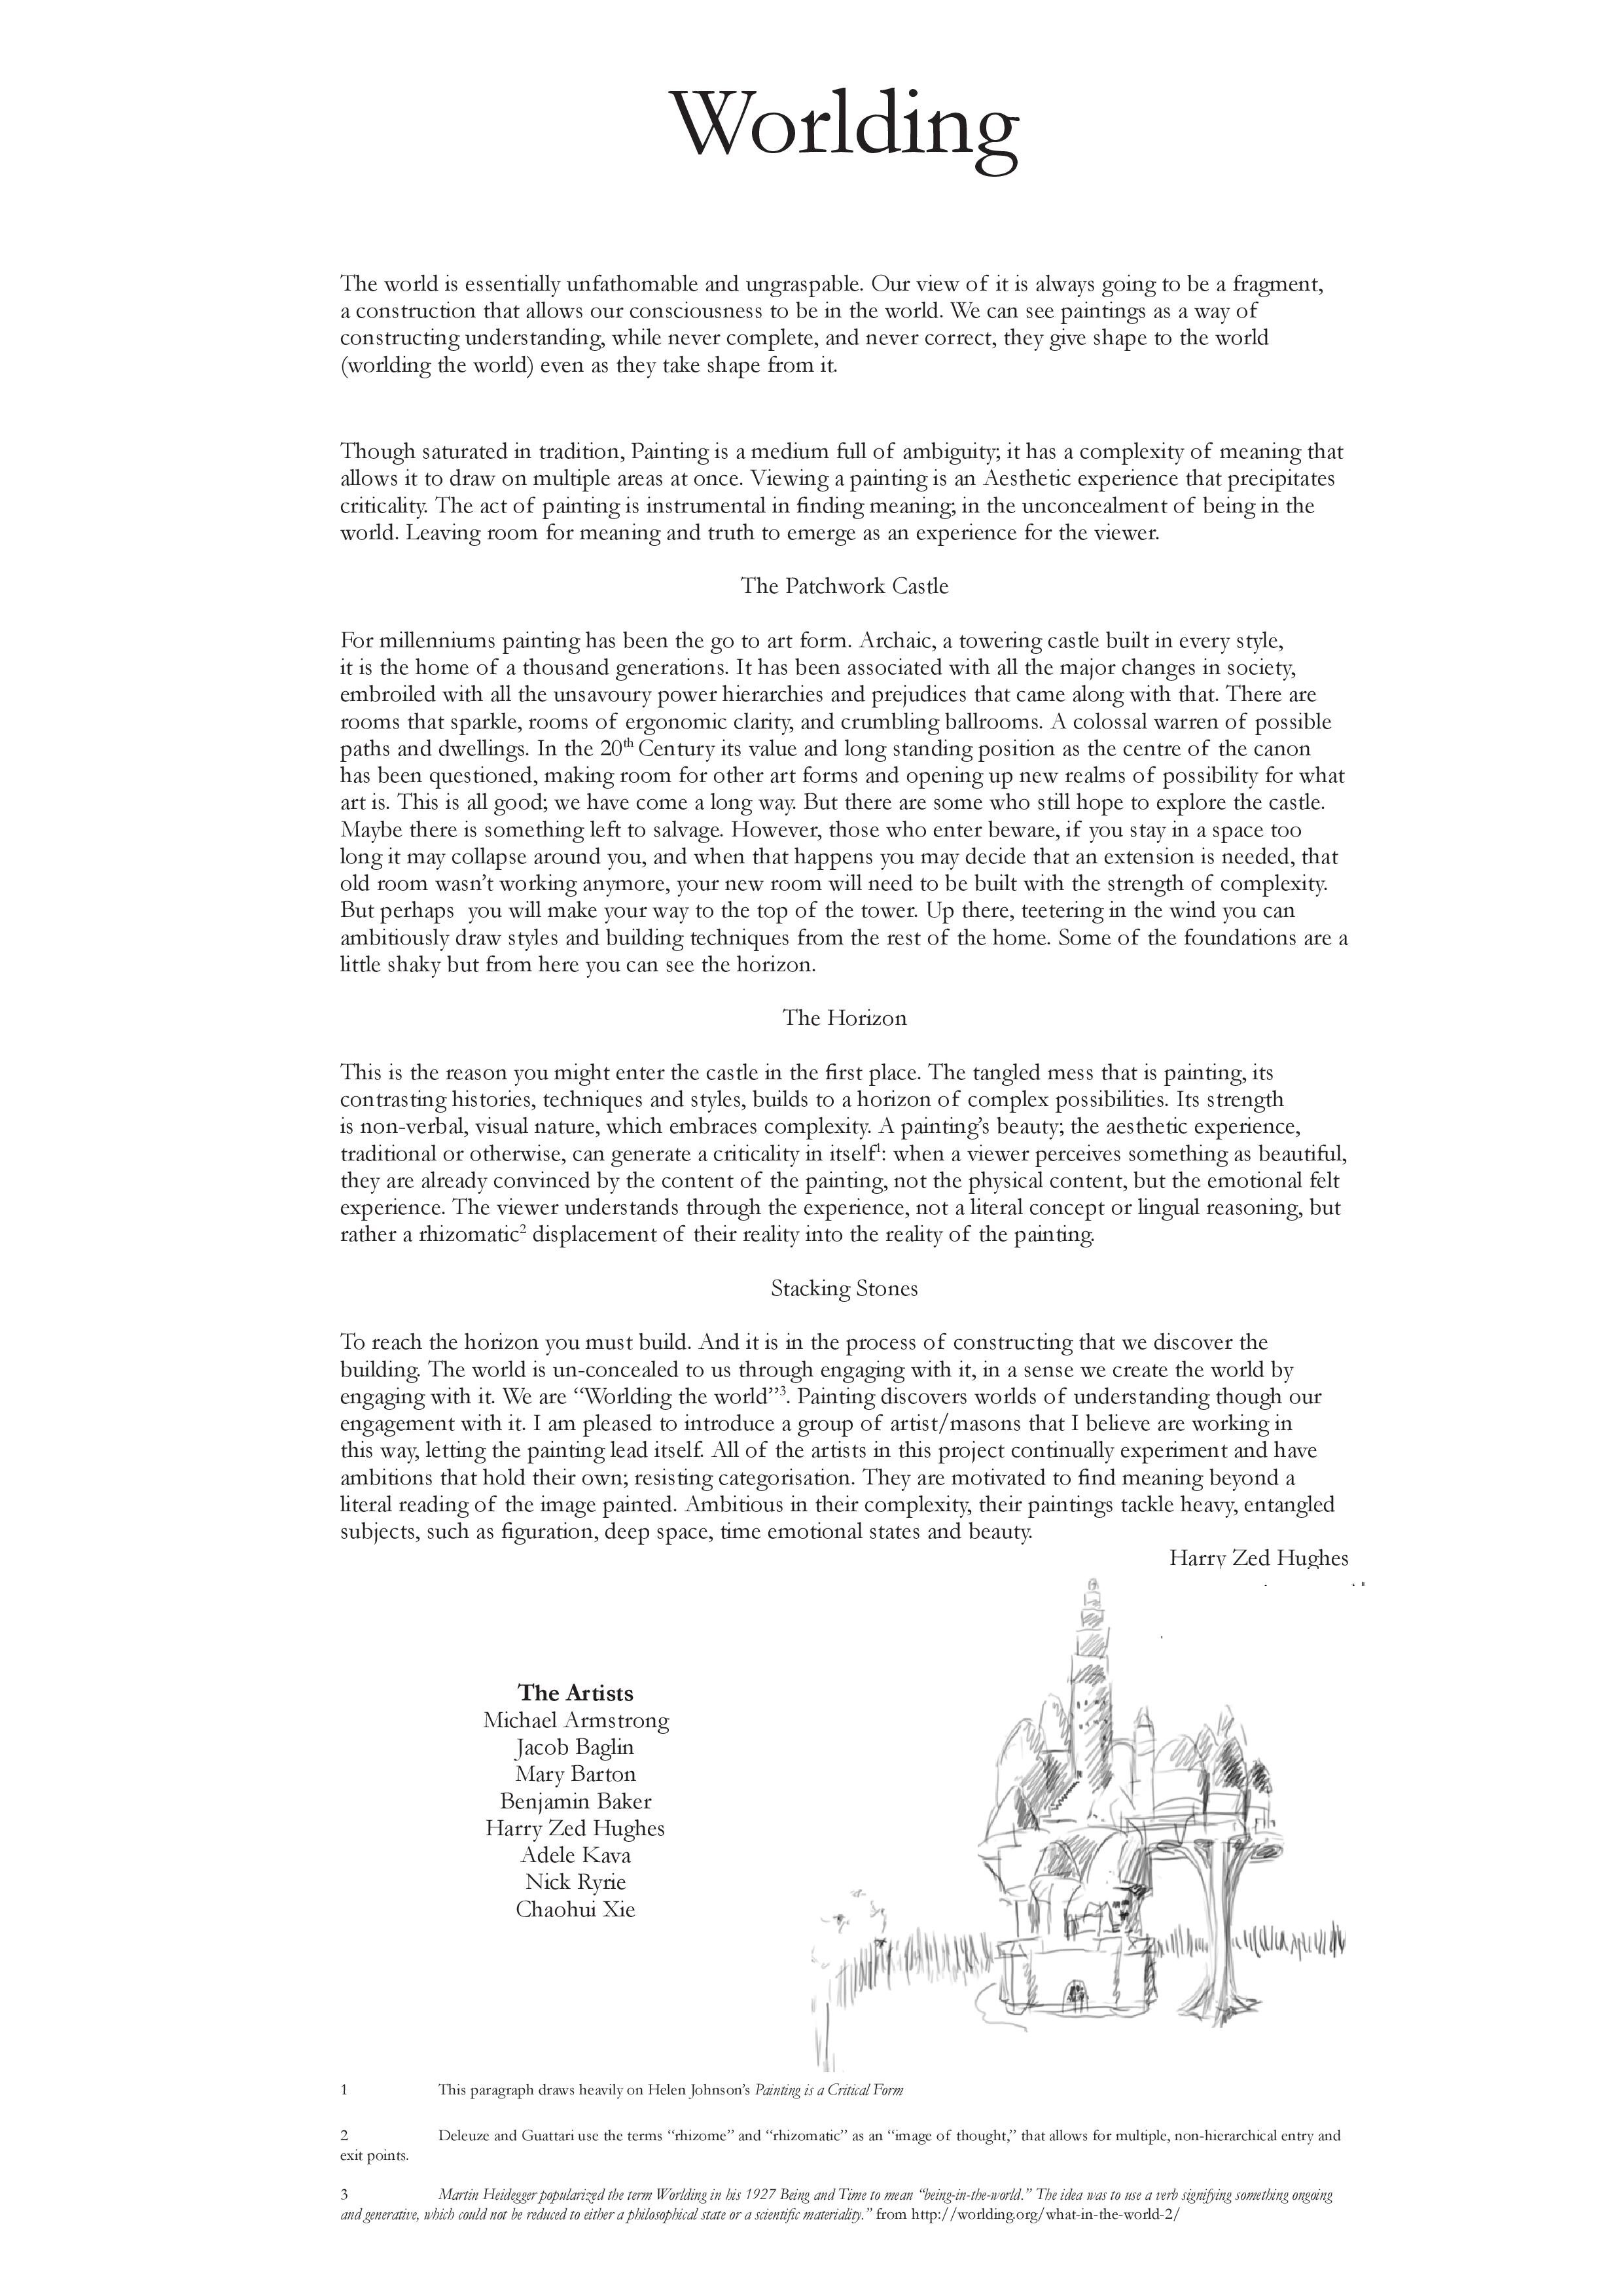 Worlding
The world is essentially unfathomable and ungraspable. Our view of it is always going to be a fragment,
a construction that allows our consciousness to be in the world. We can see paintings as a way of
constructing understanding, while never complete, and never correct, they give shape to the world
(worlding the world) even as they take shape from it.
Though saturated in tradition, Painting is a medium full of ambiguity; it has a complexity of meaning that
allows it to draw on multiple areas at once. Viewing a painting is an Aesthetic experience that precipitates
criticality. The act of painting is instrumental in finding meaning; in the unconcealment of being in the
world. Leaving room for meaning and truth to emerge as an experience for the viewer.
The Patchwork Castle
For millenniums painting has been the go to art form. Archaic, a towering castle built in every style,
it is the home of a thousand generations. It has been associated with all the major changes in society,
embroiled with all the unsavoury power hierarchies and prejudices that came along with that. There are
rooms that sparkle, rooms of ergonomic clarity, and crumbling ballrooms. A colossal warren of possible
paths and dwellings. In the 20th Century its value and long standing position as the centre of the canon
has been questioned, making room for other art forms and opening up new realms of possibility for what
art is. This is all good; we have come a long way. But there are some who still hope to explore the castle.
Maybe there is something left to salvage. However, those who enter beware, if you stay in a space too
long it may collapse around you, and when that happens you may decide that an extension is needed, that
old room wasn't working anymore, your new room will need to be built with the strength of complexity.
But perhaps  you will make your way to the top of the tower. Up there, teetering in the wind you can
ambitiously draw styles and building techniques from the rest of the home. Some of the foundations are a
little shaky but from here you can see the horizon.
The Horizon
This is the reason you might enter the castle in the first place. The tangled mess that is painting, its
contrasting histories, techniques and styles, builds to a horizon of complex possibilities. Its strength
is non-verbal, visual nature, which embraces complexity. A painting's beauty; the aesthetic experience,
traditional or otherwise, can generate a criticality in itself¹: when a viewer perceives something as beautiful,
they are already convinced by the content of the painting, not the physical content, but the emotional felt
experience. The viewer understands through the experience, not a literal concept or lingual reasoning, but
rather a rhizomatic² displacement of their reality into the reality of the painting.
Stacking Stones
To reach the horizon you must build. And it is in the process of constructing that we discover the
building. The world is un-concealed to us through engaging with it, in a sense we create the world by
engaging with it. We are “Worlding the world”³. Painting discovers worlds of understanding though our
engagement with it. I am pleased to introduce a group of artist/masons that I believe are working in
this way, letting the painting lead itself. All of the artists in this project continually experiment and have
ambitions that hold their own; resisting categorisation. They are motivated to find meaning beyond a
literal reading of the image painted. Ambitious in their complexity, their paintings tackle heavy, entangled
subjects, such as figuration, deep space, time emotional states and beauty.
Harry Zed Hughes
The Artists
Michael Armstrong
Jacob Baglin
Mary Barton
Benjamin Baker
Harry Zed Hughes
Adele Kava
Nick Ryrie
Chaohui Xie
1 This paragraph draws heavily on Helen Johnson's Painting is a Critical Form
2 Deleuze and Guattari use the terms “rhizome” and “rhizomatic” as an “image of thought,” that allows for multiple, non-hierarchical entry and
exit points.
3 Martin Heidegger popularized the term Worlding in his 1927 Being and Time to mean “being-in-the-world.” The idea was to use a verb signifying something ongoing
and generative, which could not be reduced to either a philosophical state or a scientific materiality.” from http://worlding.org/what-in-the-world-2/